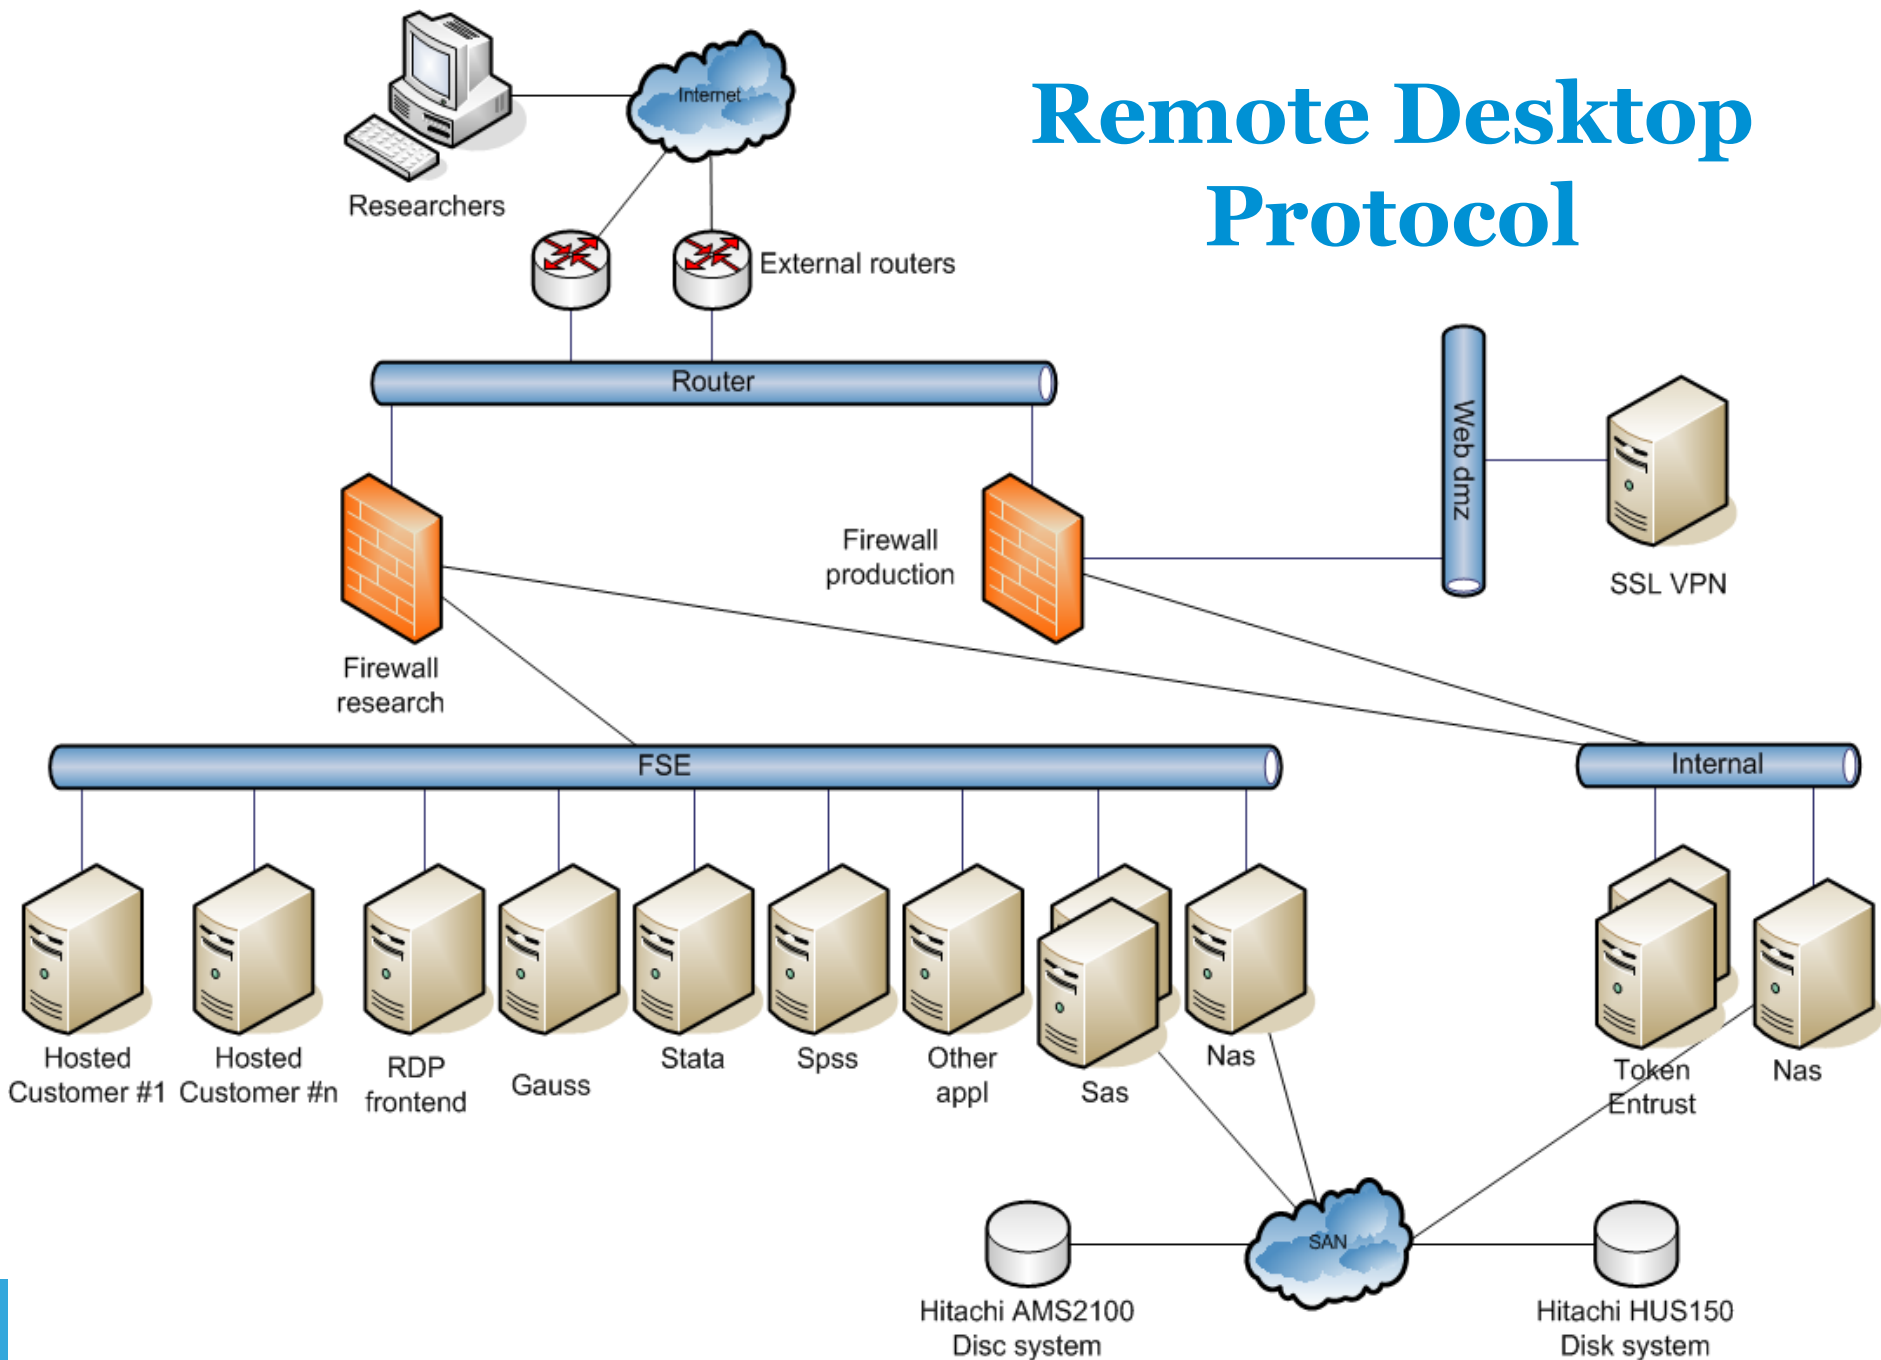 Remote Desktop
Protocol
Internet
Researchers
External routers
Router
Web dmz
Firewall
production
SSL VPN
Firewall
research
FSE
Internal
Hosted
Customer #1
Hosted
Customer #n
RDP
frontend
Gauss
Stata
Spss
Other
appl
Sas
Nas
Token
Entrust
Nas
SAN
Hitachi AMS2100
Disc system
Hitachi HUS150
Disk system